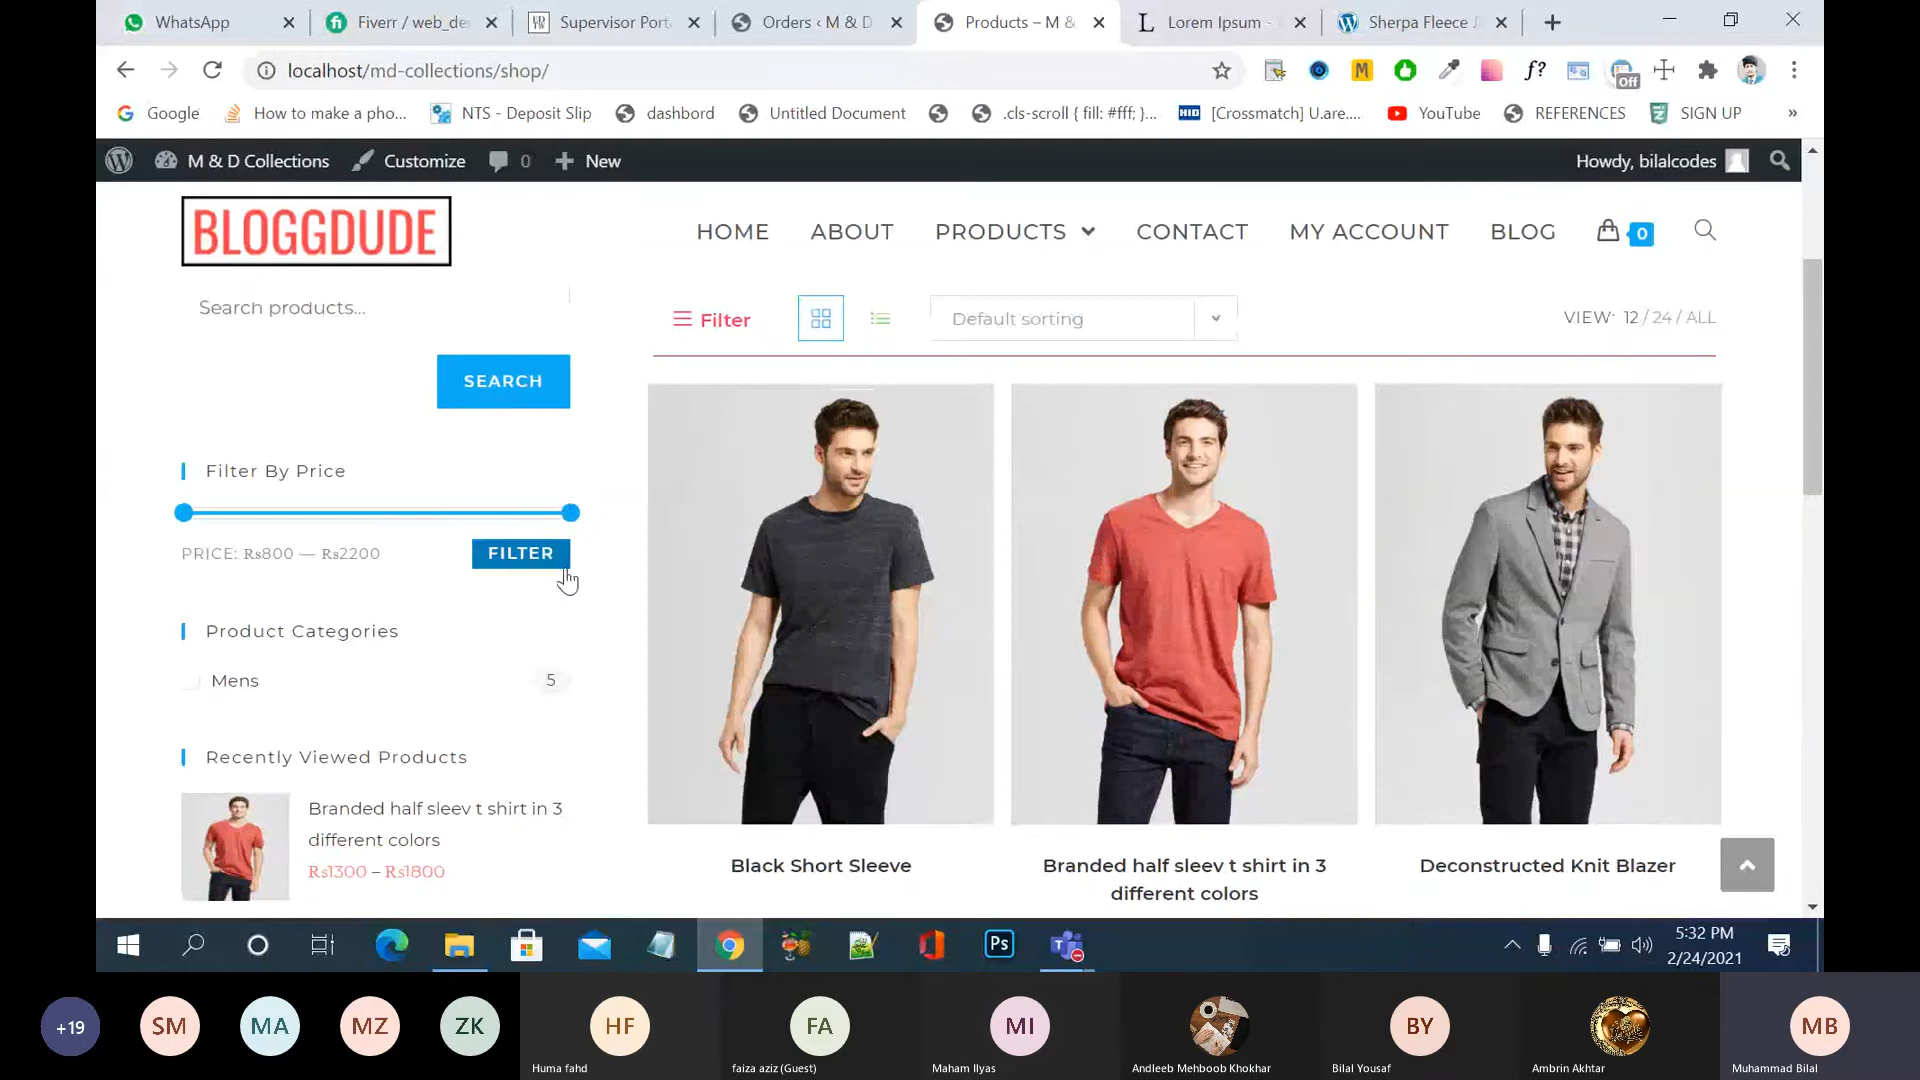 WhatsApp
Fiverr / web_de
Supervisor Port
Orders ‹ M & D
Products – M &
Lorem Ipsum -
Sherpa Fleece J
localhost/md-collections/shop/
M
f?
Off
Google
How to make a pho...
NTS - Deposit Slip
dashbord
Untitled Document
.cls-scroll { fill: #fff; }...
HID
[Crossmatch] U.are....
YouTube
REFERENCES
SIGN UP
»
M & D Collections
Customize
0
New
Howdy, bilalcodes
BLOGGDUDE
HOME
ABOUT
PRODUCTS
CONTACT
MY ACCOUNT
BLOG
0
Search products...
SEARCH
Filter
Default sorting
VIEW: 12 / 24 / ALL
Filter By Price
PRICE: ₨800 — ₨2200
FILTER
Product Categories
Mens
5
Recently Viewed Products
Branded half sleev t shirt in 3
different colors
₨1300 – ₨1800
Black Short Sleeve
Branded half sleev t shirt in 3
different colors
Deconstructed Knit Blazer
Ps
5:32 PM
2/24/2021
+19
SM
MA
MZ
ZK
HF
Huma fahd
FA
faiza aziz (Guest)
MI
Maham Ilyas
Andleeb Mehboob Khokhar
BY
Bilal Yousaf
Ambrin Akhtar
MB
Muhammad Bilal